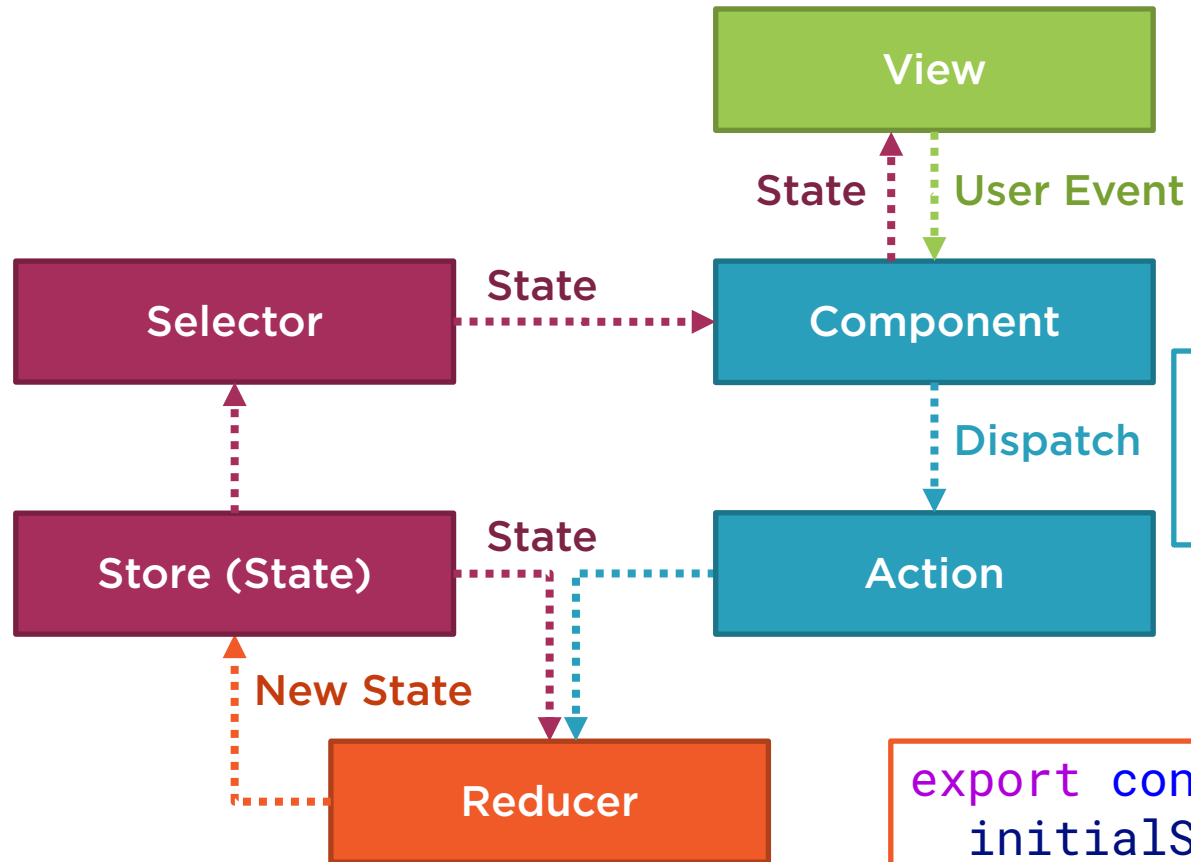 View
State
User Event
Selector
State
Component
Dispatch
Store (State)
State
Action
New State
Reducer
export con
initialS